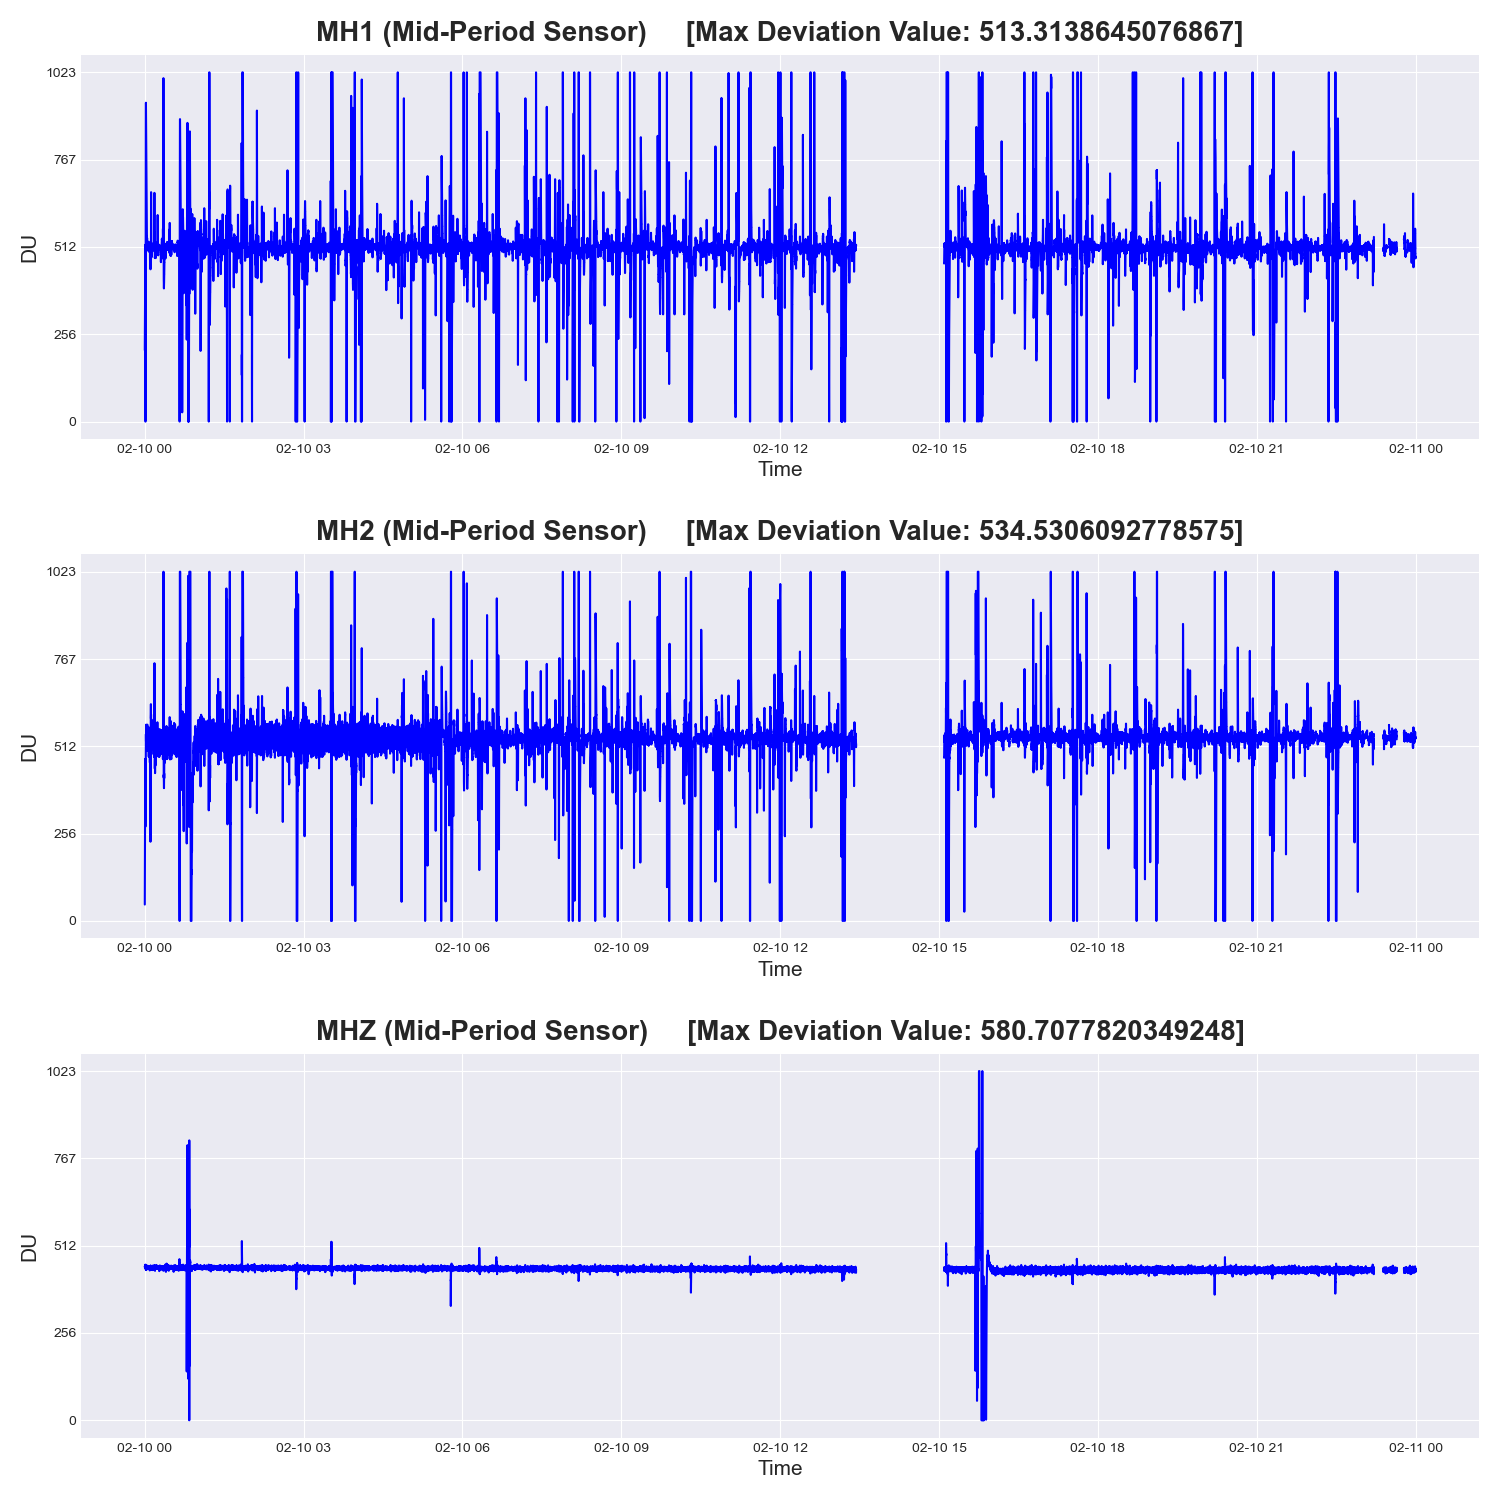 MH1 (Mid-Period Sensor) [Max Deviation Value: 513.3138645076867]
1023
767
512
256
0
DU
02-10 00 02-10 03 02-10 06 02-10 09 02-10 12 02-10 15 02-10 18 02-10 21 02-11 00
Time
MH2 (Mid-Period Sensor) [Max Deviation Value: 534.5306092778575]
1023
767
512
256
0
DU
02-10 00 02-10 03 02-10 06 02-10 09 02-10 12 02-10 15 02-10 18 02-10 21 02-11 00
Time
MHZ (Mid-Period Sensor) [Max Deviation Value: 580.7077820349248]
1023
767
512
256
0
DU
02-10 00 02-10 03 02-10 06 02-10 09 02-10 12 02-10 15 02-10 18 02-10 21 02-11 00
Time